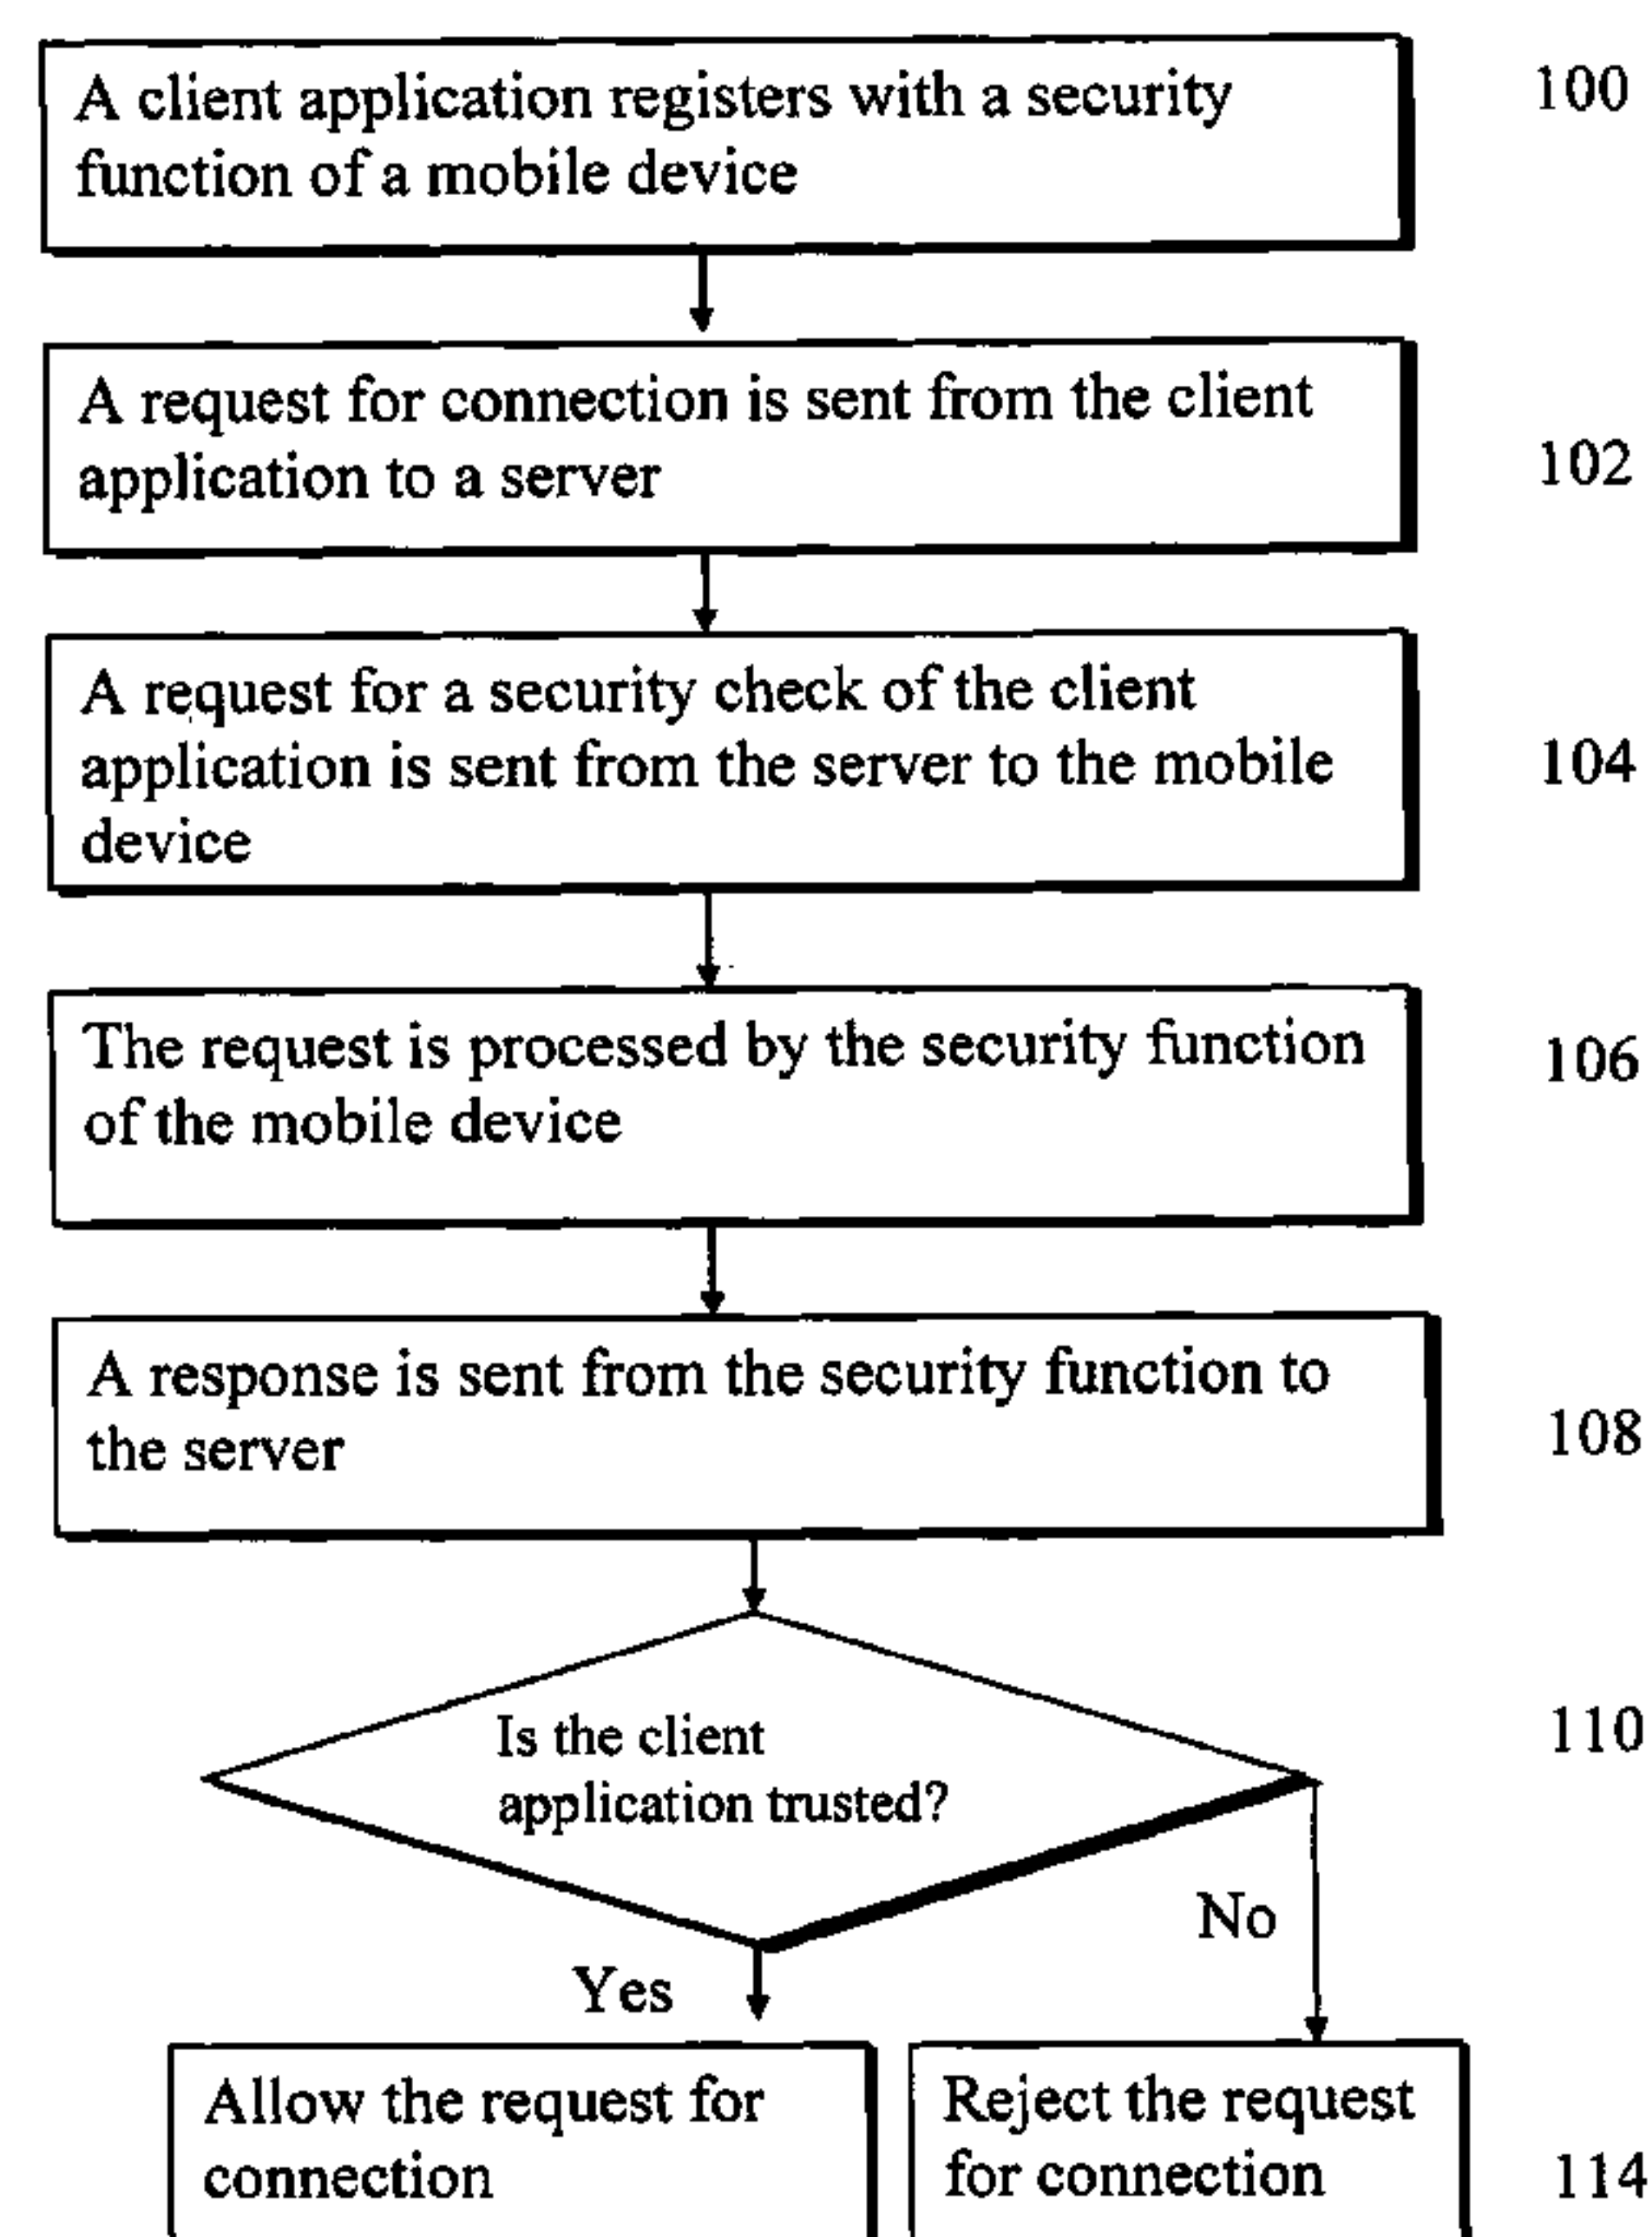 A client application registers with a security
function of a mobile device
100
A request for connection is sent from the client
application to a server
102
A request for a security check of the client
application is sent from the server to the mobile
device
104
The request is processed by the security function
of the mobile device
106
A response is sent from the security function to
the server
108
Is the client
application trusted?
110
No
Yes
Allow the request for
connection
Reject the request
for connection
114